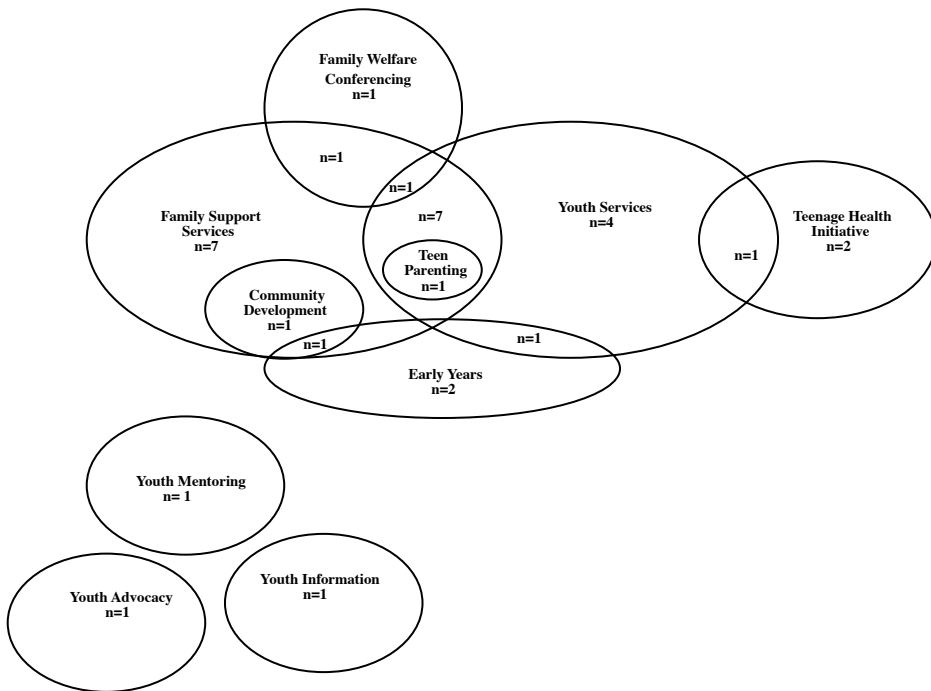 Family Welfare
Conferencing
n=1
n=1
n=1
Family Support
Services
n=7
n=7
Youth Services
n=4
Teenage Health
Initiative
n=2
n=1
Teen
Parenting
n=1
Community
Development
n=1
n=1
n=1
Early Years
n=2
Youth Mentoring
n= 1
Youth Advocacy
n=1
Youth Information
n=1